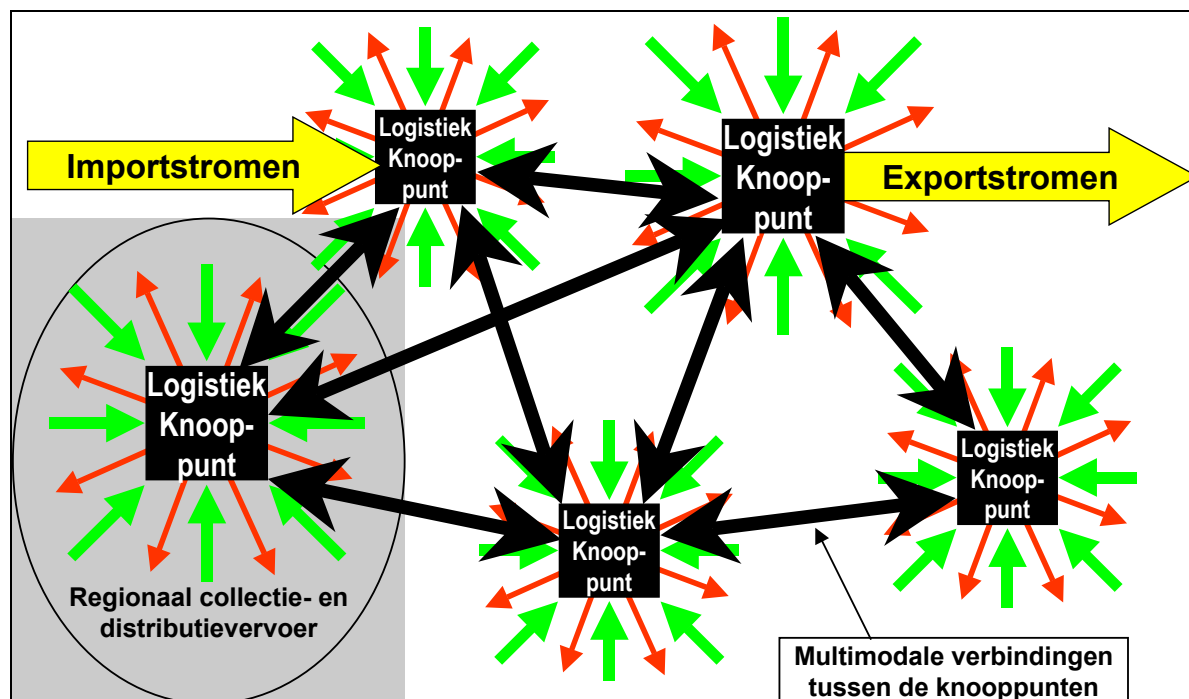 Logistiek
Knoop-
punt
Logistiek
Knoop-
punt
Importstromen
Exportstromen
Logistiek
Knoop-
punt
Logistiek
Knoop-
punt
Logistiek
Knoop-
punt
Regionaal collectie- en
distributievervoer
Multimodale verbindingen
tussen de knooppunten